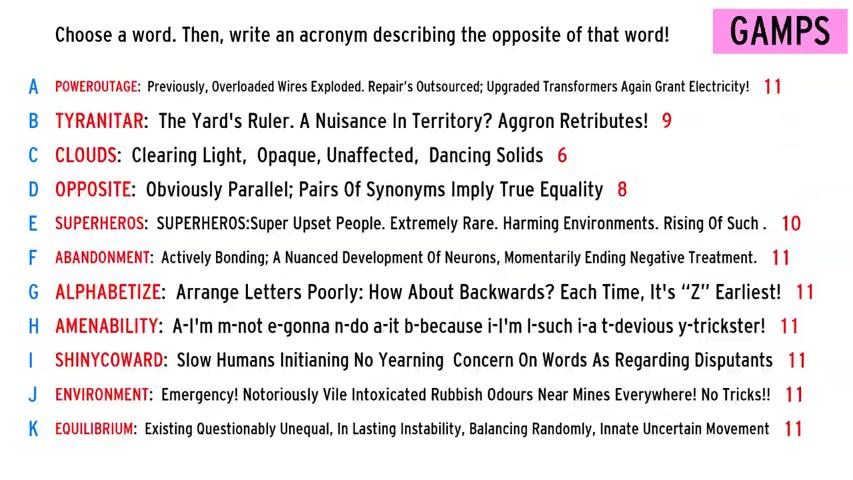 Choose a word. Then, write an acronym describing the opposite of that word!
GAMPS
A POWEROUTAGE: Previously, Overloaded Wires Exploded. Repair's Outsourced; Upgraded Transformers Again Grant Electricity! 11
B TYRANITAR: The Yard's Ruler. A Nuisance In Territory? Aggron Retributes! 9
C CLOUDS: Clearing Light, Opaque, Unaffected, Dancing Solids 6
D OPPOSITE: Obviously Parallel; Pairs Of Synonyms Imply True Equality 8
E SUPERHEROS: SUPERHEROS:Super Upset People. Extremely Rare. Harming Environments. Rising Of Such . 10
F ABANDONMENT: Actively Bonding; A Nuanced Development Of Neurons, Momentarily Ending Negative Treatment. 11
G ALPHABETIZE: Arrange Letters Poorly: How About Backwards? Each Time, It's “Z” Earliest! 11
H AMENABILITY: A-I'm m-not e-gonna n-do a-it b-because i-I'm l-such i-a t-devious y-trickster! 11
I SHINYCOWARD: Slow Humans Initianing No Yearning Concern On Words As Regarding Disputants 11
J ENVIRONMENT: Emergency! Notoriously Vile Intoxicated Rubbish Odours Near Mines Everywhere! No Tricks!! 11
K EQUILIBRIUM: Existing Questionably Unequal, In Lasting Instability, Balancing Randomly, Innate Uncertain Movement 11